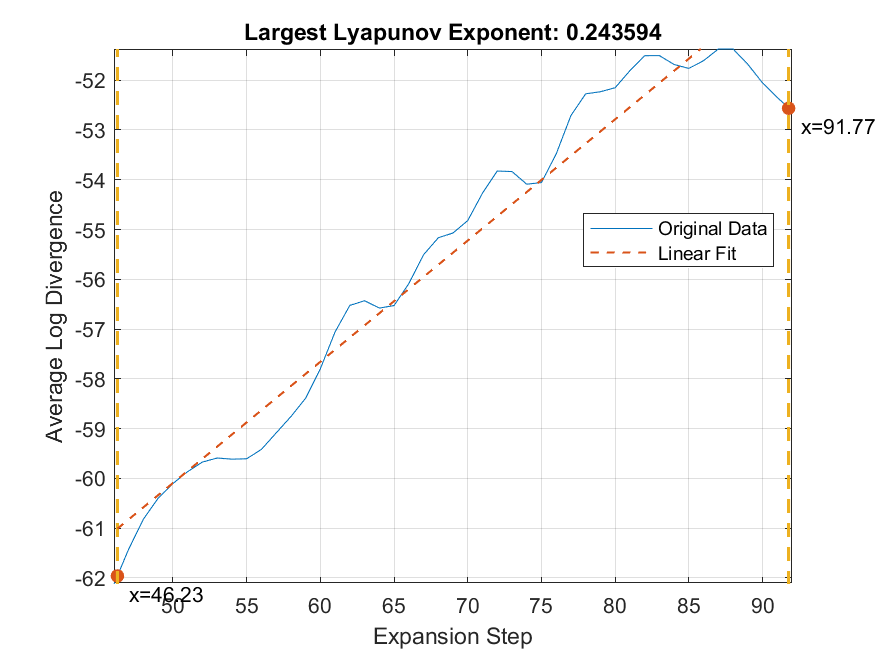 Largest Lyapunov Exponent: 0.243594
-52
-53
-54
-55
-56
-57
-58
-59
-60
-61
-62
Average Log Divergence
x=91.77
Original Data
Linear Fit
x=46.23
50 55 60 65 70 75 80 85 90
Expansion Step